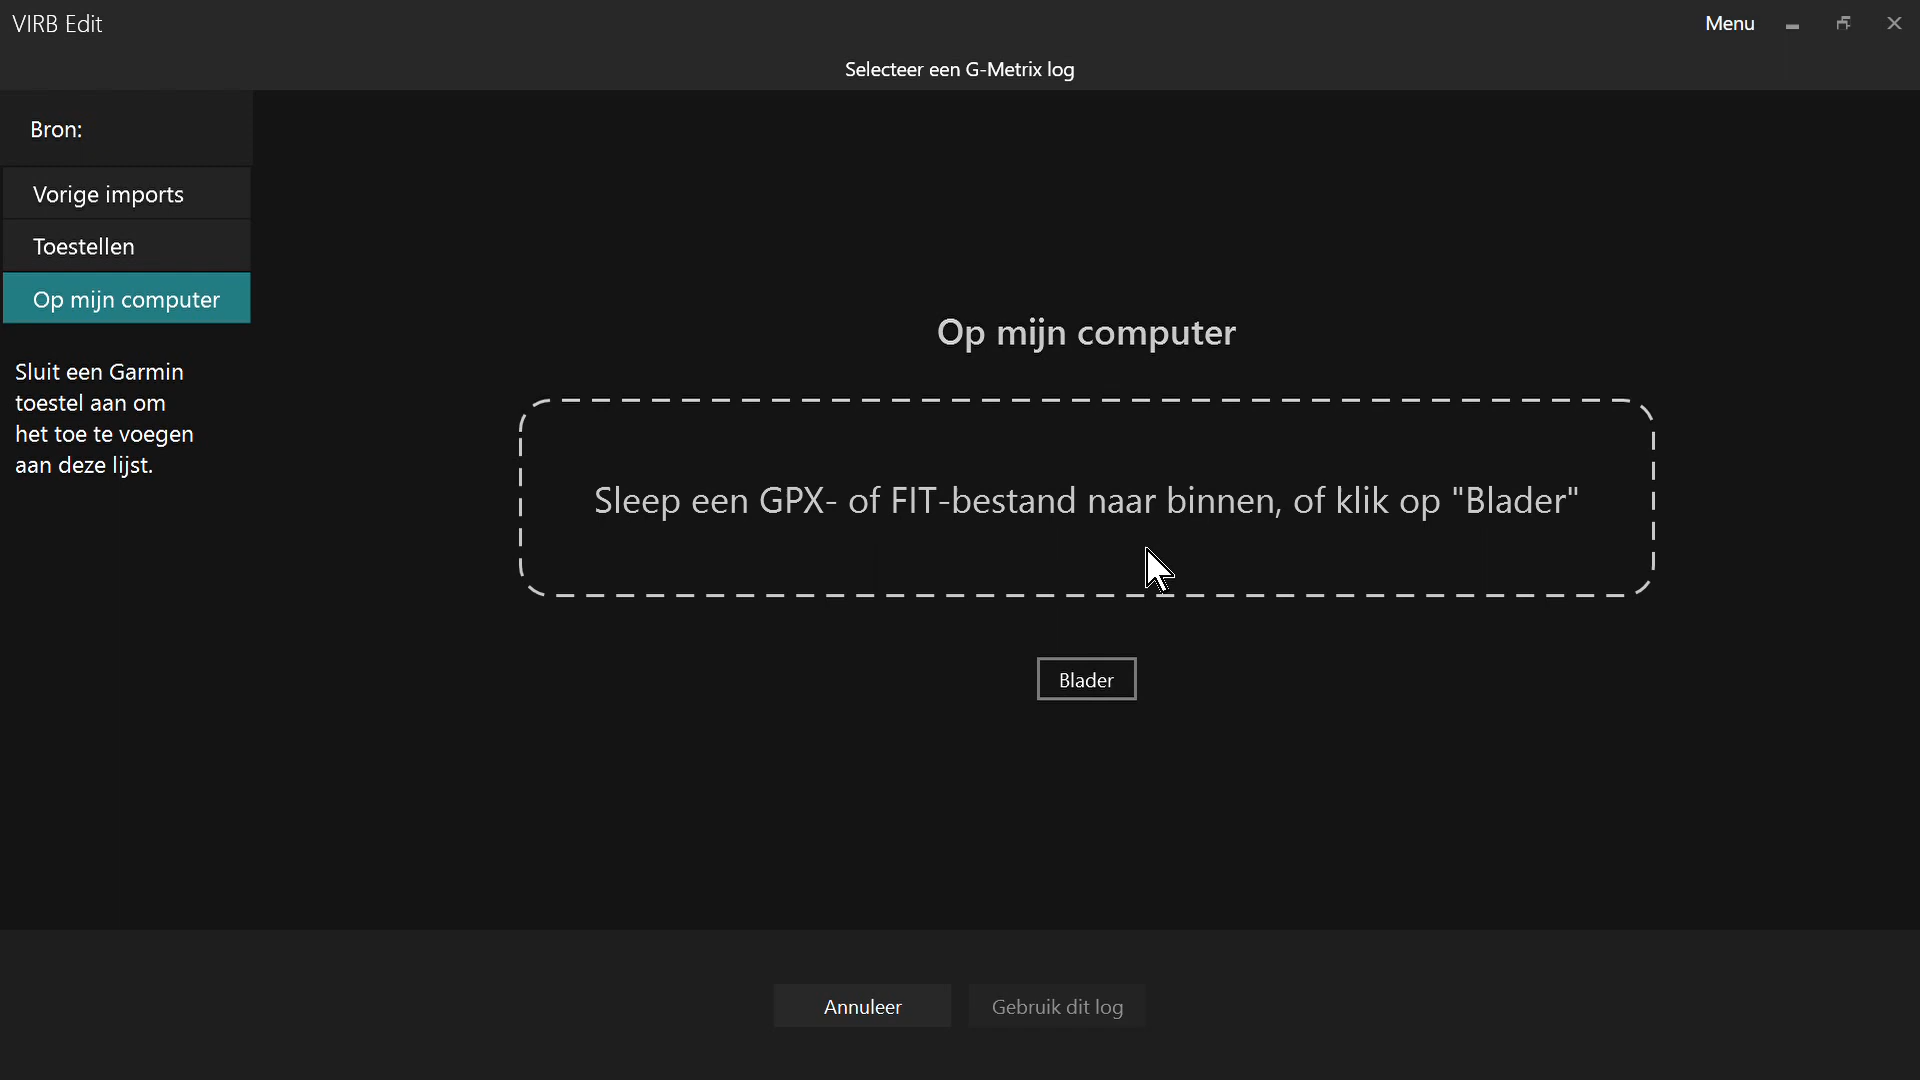 VIRB Edit
Menu
Selecteer een G-Metrix log
Bron:
Vorige imports
Toestellen
Op mijn computer
Sluit een Garmin
toestel aan om
het toe te voegen
aan deze lijst.
Op mijn computer
Sleep een GPX- of FIT-bestand naar binnen, of klik op "Blader"
Blader
Annuleer
Gebruik dit log